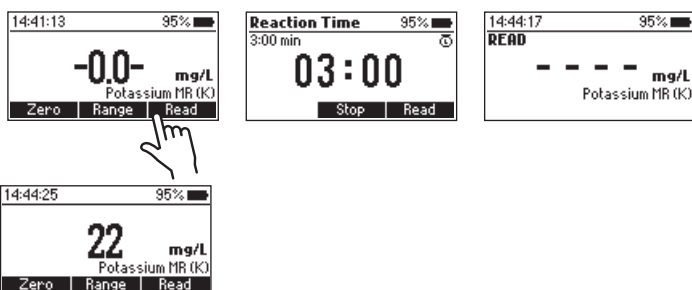 14:41:13 95%
-0.0- mg/L
Potassium MR (K)
Zero Range Read
Reaction Time 95%
3:00 min
03:00
Stop Read
14:44:17 95%
READ
- - - - mg/L
Potassium MR (K)
14:44:25 95%
22 mg/L
Potassium MR (K)
Zero Range Read